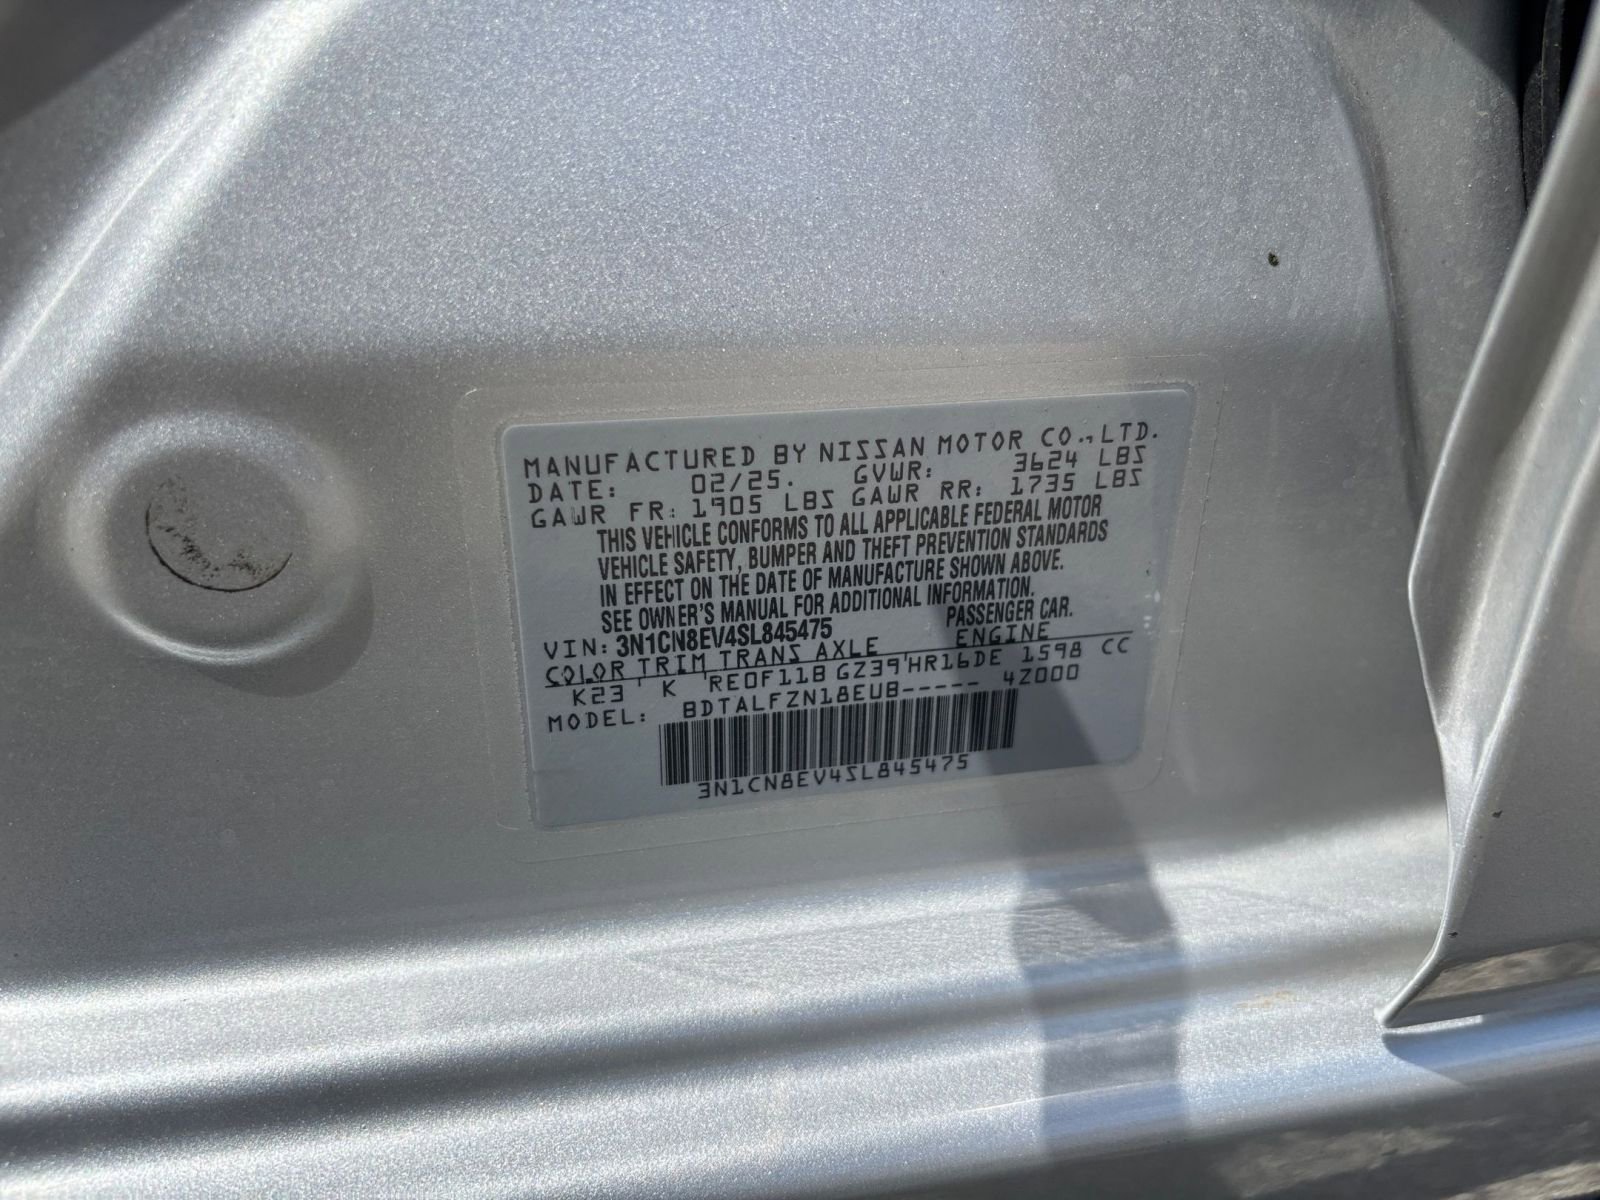 MANUFACTURED BY NISSAN MOTOR CO., LTD.
DATE: 02/25. GVWR: 3624 LBS
GAWR FR: 1905 LBS GAWR RR: 1735 LBS
THIS VEHICLE CONFORMS TO ALL APPLICABLE FEDERAL MOTOR
VEHICLE SAFETY, BUMPER AND THEFT PREVENTION STANDARDS
IN EFFECT ON THE DATE OF MANUFACTURE SHOWN ABOVE.
SEE OWNER'S MANUAL FOR ADDITIONAL INFORMATION.
VIN: 3N1CN8EV4SL845475 PASSENGER CAR.
COLOR TRIM TRANS AXLE ENGINE
K23 K RE0F11B GZ39 HR16DE 1598 CC
MODEL: BDTALFZN18EUB----- 4Z000
3N1CN8EV4SL845475